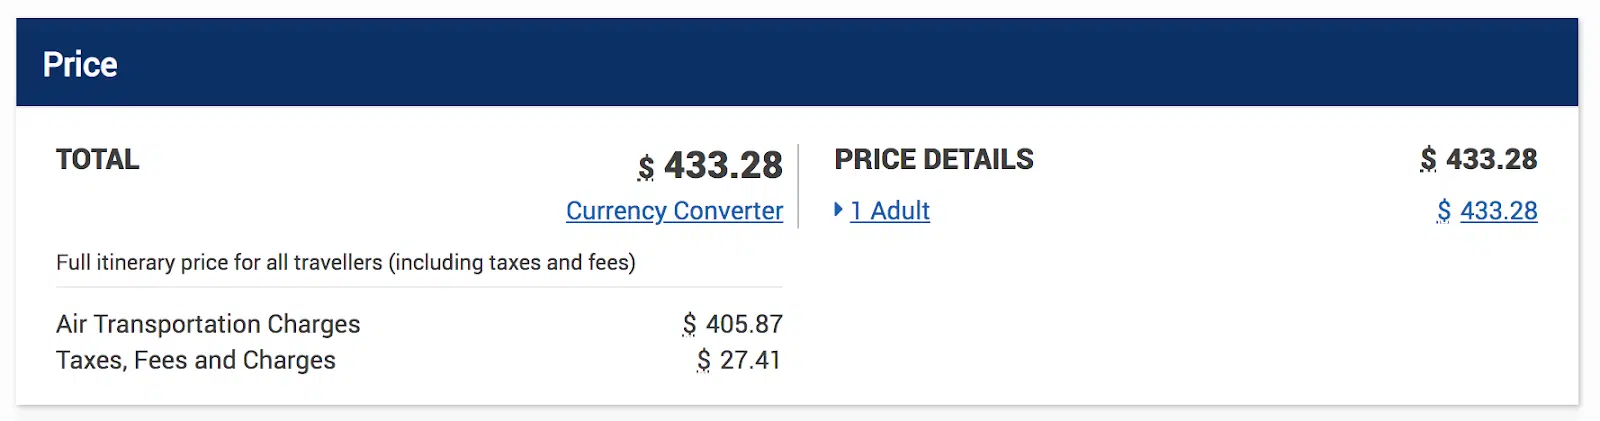 Price
TOTAL $ 433.28
Currency Converter
Full itinerary price for all travellers (including taxes and fees)
Air Transportation Charges $ 405.87
Taxes, Fees and Charges $ 27.41
PRICE DETAILS $ 433.28
1 Adult $ 433.28